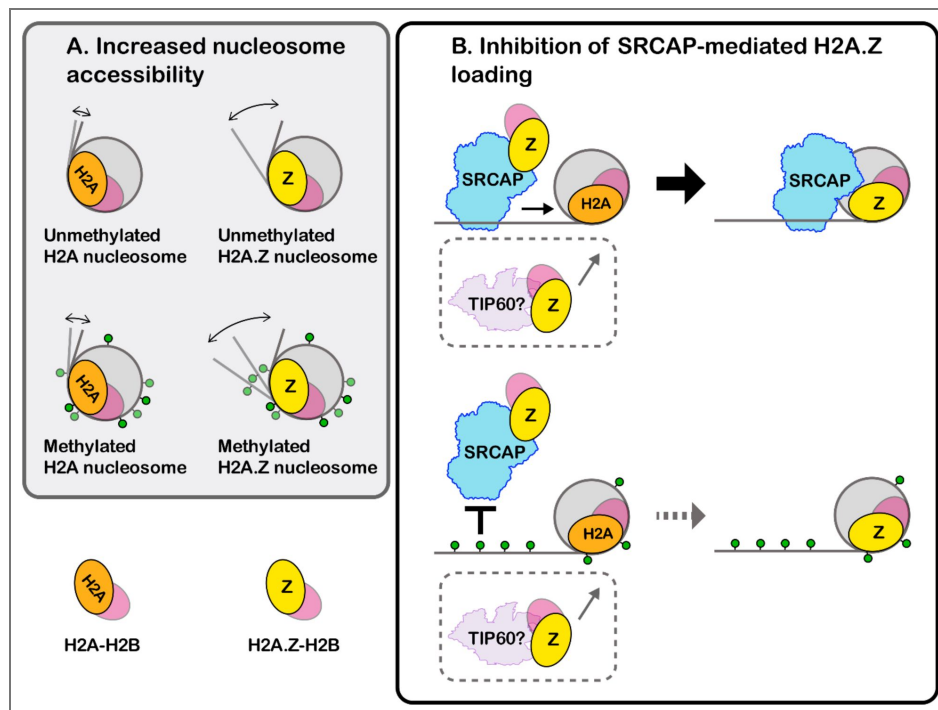 A. Increased nucleosome
accessibility
H2A
Z
Unmethylated
H2A nucleosome
Unmethylated
H2A.Z nucleosome
H2A
Z
Methylated
H2A nucleosome
Methylated
H2A.Z nucleosome
H2A
Z
H2A-H2B
H2A.Z-H2B
B. Inhibition of SRCAP-mediated H2A.Z
loading
Z
SRCAP
H2A
SRCAP
Z
TIP60?
Z
Z
SRCAP
H2A
Z
TIP60?
Z